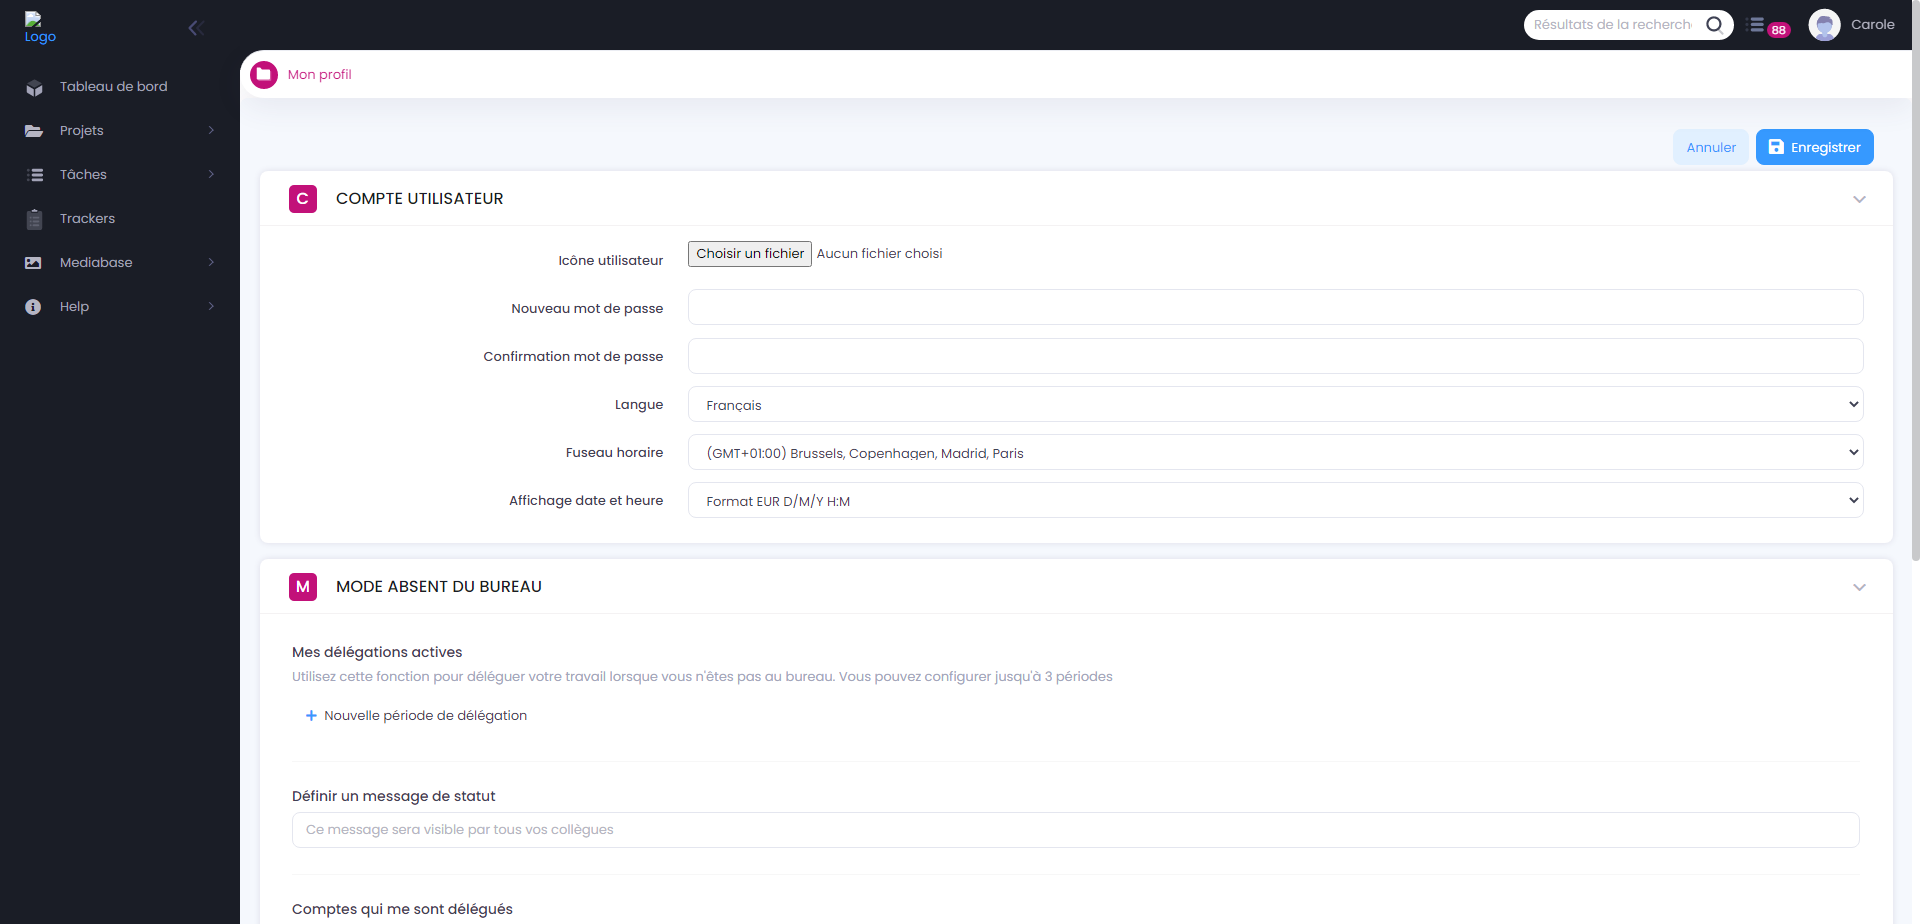 Logo
Résultats de la recherch
88
Carole
Tableau de bord
Projets
Tâches
Trackers
Mediabase
Help
Mon profil
Annuler
Enregistrer
C COMPTE UTILISATEUR
Icône utilisateur Choisir un fichier Aucun fichier choisi
Nouveau mot de passe
Confirmation mot de passe
Langue Français
Fuseau horaire (GMT+01:00) Brussels, Copenhagen, Madrid, Paris
Affichage date et heure Format EUR D/M/Y H:M
M MODE ABSENT DU BUREAU
Mes délégations actives
Utilisez cette fonction pour déléguer votre travail lorsque vous n'êtes pas au bureau. Vous pouvez configurer jusqu'à 3 périodes
+ Nouvelle période de délégation
Définir un message de statut
Ce message sera visible par tous vos collègues
Comptes qui me sont délégués